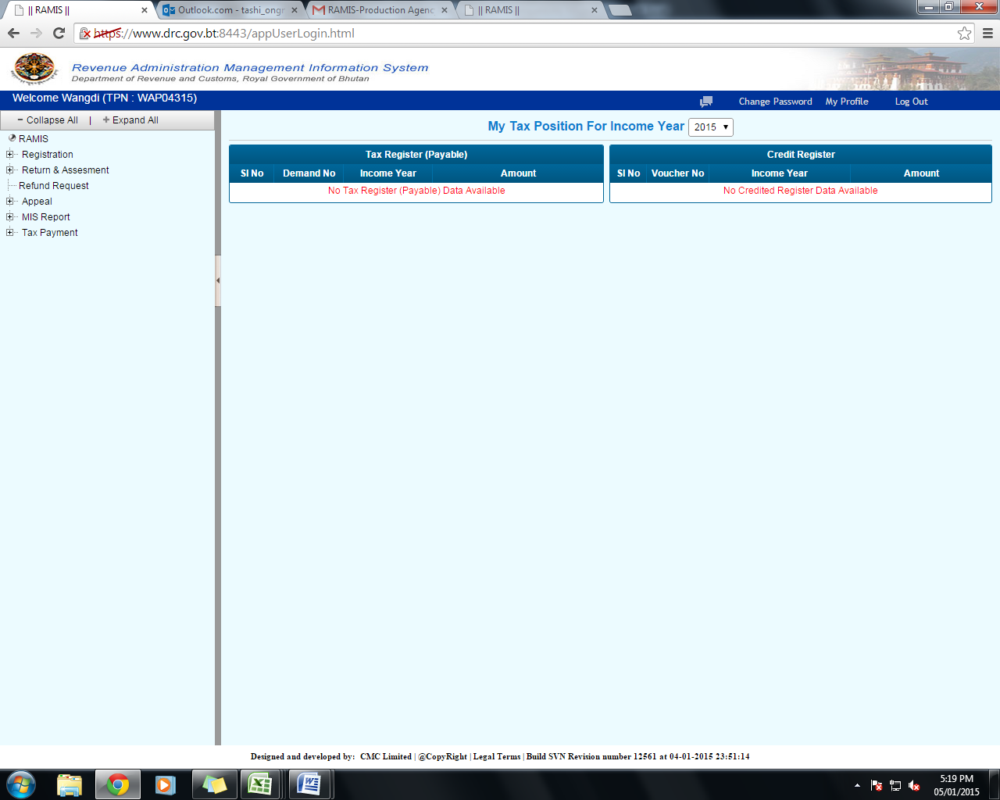 || RAMIS ||
Outlook.com - tashi_ong
RAMIS-Production Agenc
|| RAMIS ||
https://www.drc.gov.bt:8443/appUserLogin.html
Revenue Administration Management Information System
Department of Revenue and Customs, Royal Government of Bhutan
Welcome Wangdi (TPN : WAP04315)
Change Password My Profile Log Out
Collapse All | Expand All
RAMIS
Registration
Return & Assesment
Refund Request
Appeal
MIS Report
Tax Payment
My Tax Position For Income Year 2015
Tax Register (Payable)
SI No Demand No Income Year Amount
No Tax Register (Payable) Data Available
Credit Register
SI No Voucher No Income Year Amount
No Credited Register Data Available
Designed and developed by: CMC Limited | @CopyRight | Legal Terms | Build SVN Revision number 12561 at 04-01-2015 23:51:14
5:19 PM
05/01/2015